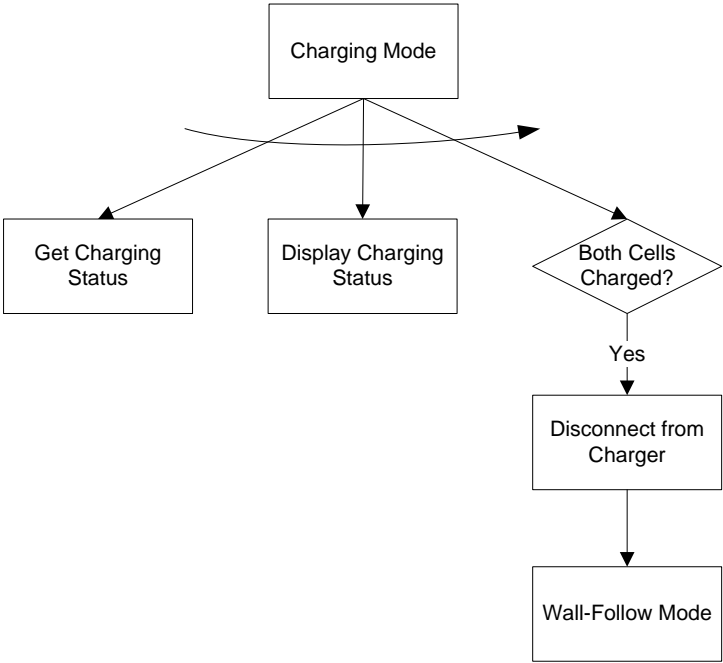 Charging Mode
Get Charging
Status
Display Charging
Status
Both Cells
Charged?
Yes
Disconnect from
Charger
Wall-Follow Mode